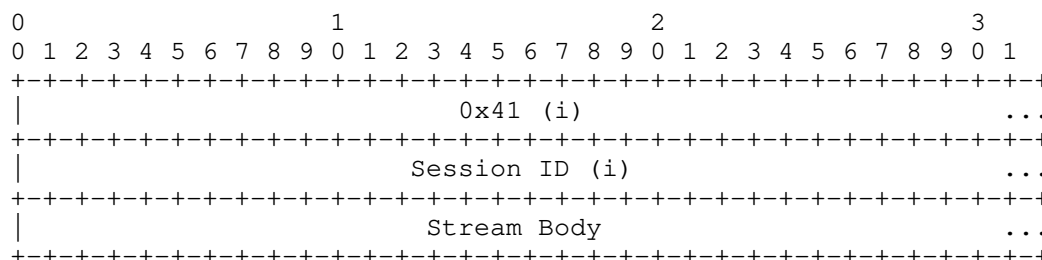 0                   1                   2                   3
0 1 2 3 4 5 6 7 8 9 0 1 2 3 4 5 6 7 8 9 0 1 2 3 4 5 6 7 8 9 0 1
+-+-+-+-+-+-+-+-+-+-+-+-+-+-+-+-+-+-+-+-+-+-+-+-+-+-+-+-+-+-+-+-+
|                           0x41 (i)                          ...
+-+-+-+-+-+-+-+-+-+-+-+-+-+-+-+-+-+-+-+-+-+-+-+-+-+-+-+-+-+-+-+-+
|                        Session ID (i)                       ...
+-+-+-+-+-+-+-+-+-+-+-+-+-+-+-+-+-+-+-+-+-+-+-+-+-+-+-+-+-+-+-+-+
|                         Stream Body                         ...
+-+-+-+-+-+-+-+-+-+-+-+-+-+-+-+-+-+-+-+-+-+-+-+-+-+-+-+-+-+-+-+-+